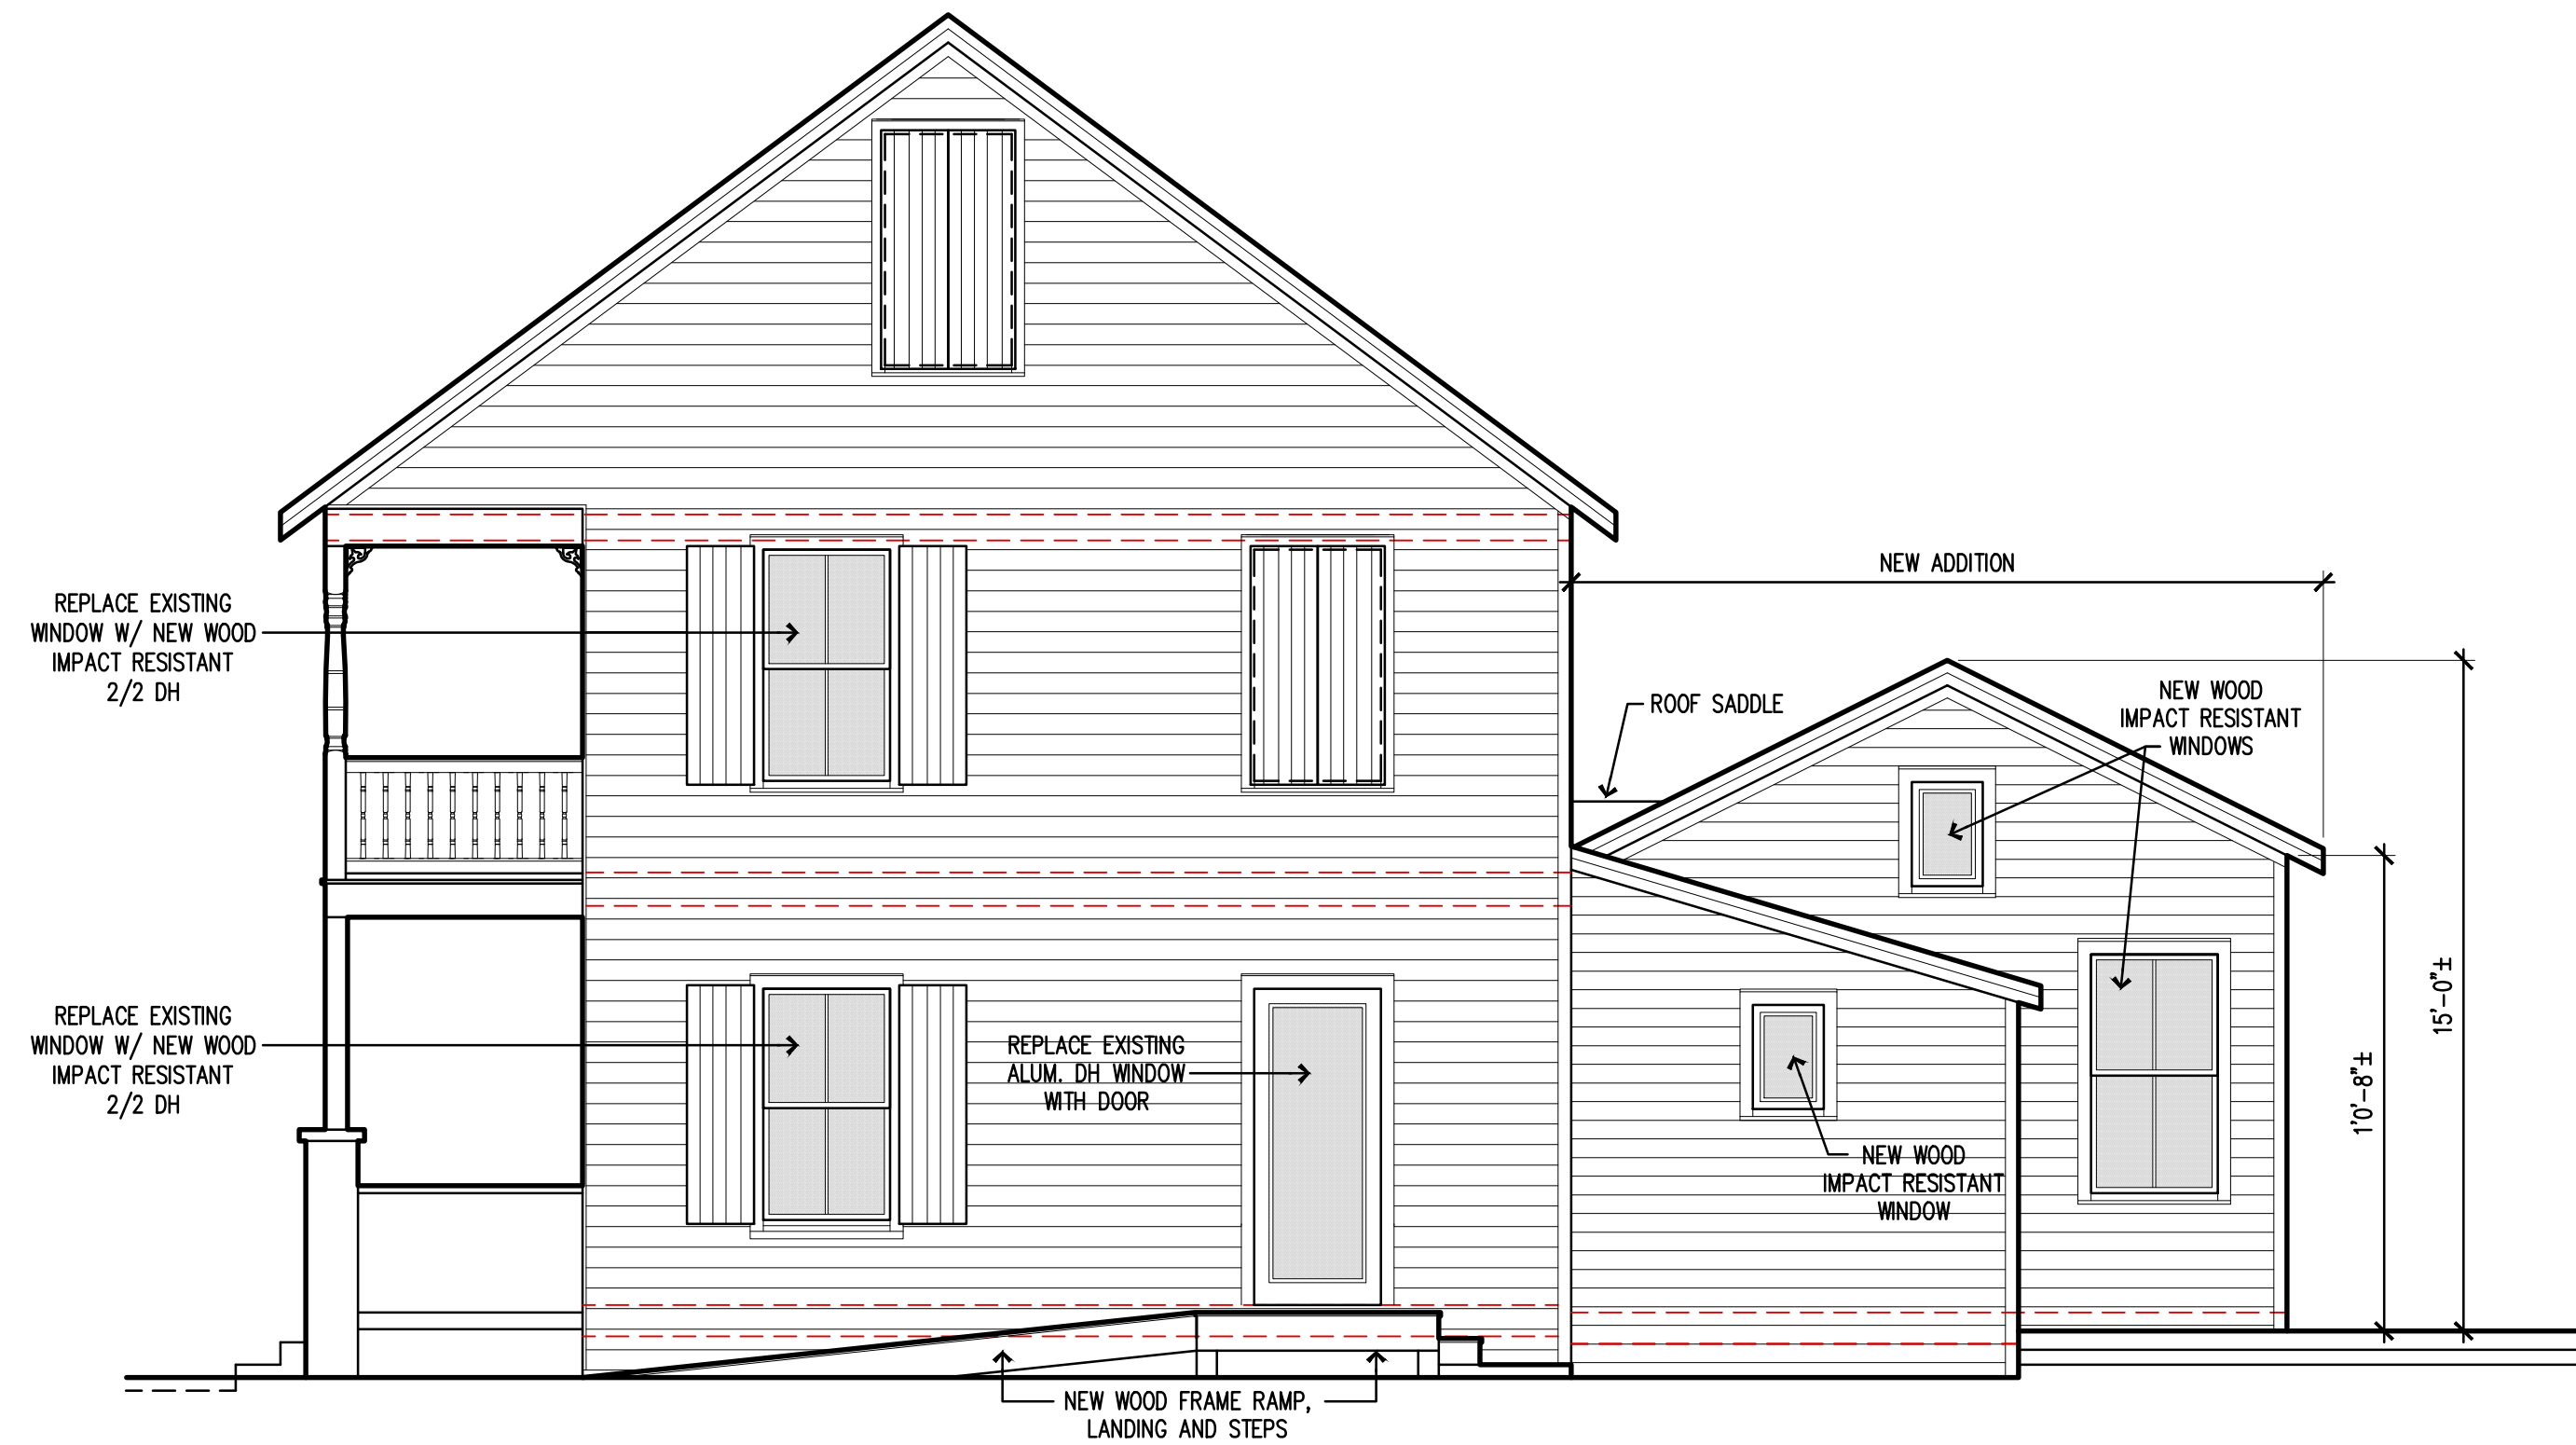 NEW ADDITION
REPLACE EXISTING
WINDOW W/ NEW WOOD
IMPACT RESISTANT
2/2 DH
ROOF SADDLE
NEW WOOD
IMPACT RESISTANT
WINDOWS
15'-0"±
1'0'-8"±
REPLACE EXISTING
WINDOW W/ NEW WOOD
IMPACT RESISTANT
2/2 DH
REPLACE EXISTING
ALUM. DH WINDOW
WITH DOOR
NEW WOOD
IMPACT RESISTANT
WINDOW
NEW WOOD FRAME RAMP,
LANDING AND STEPS